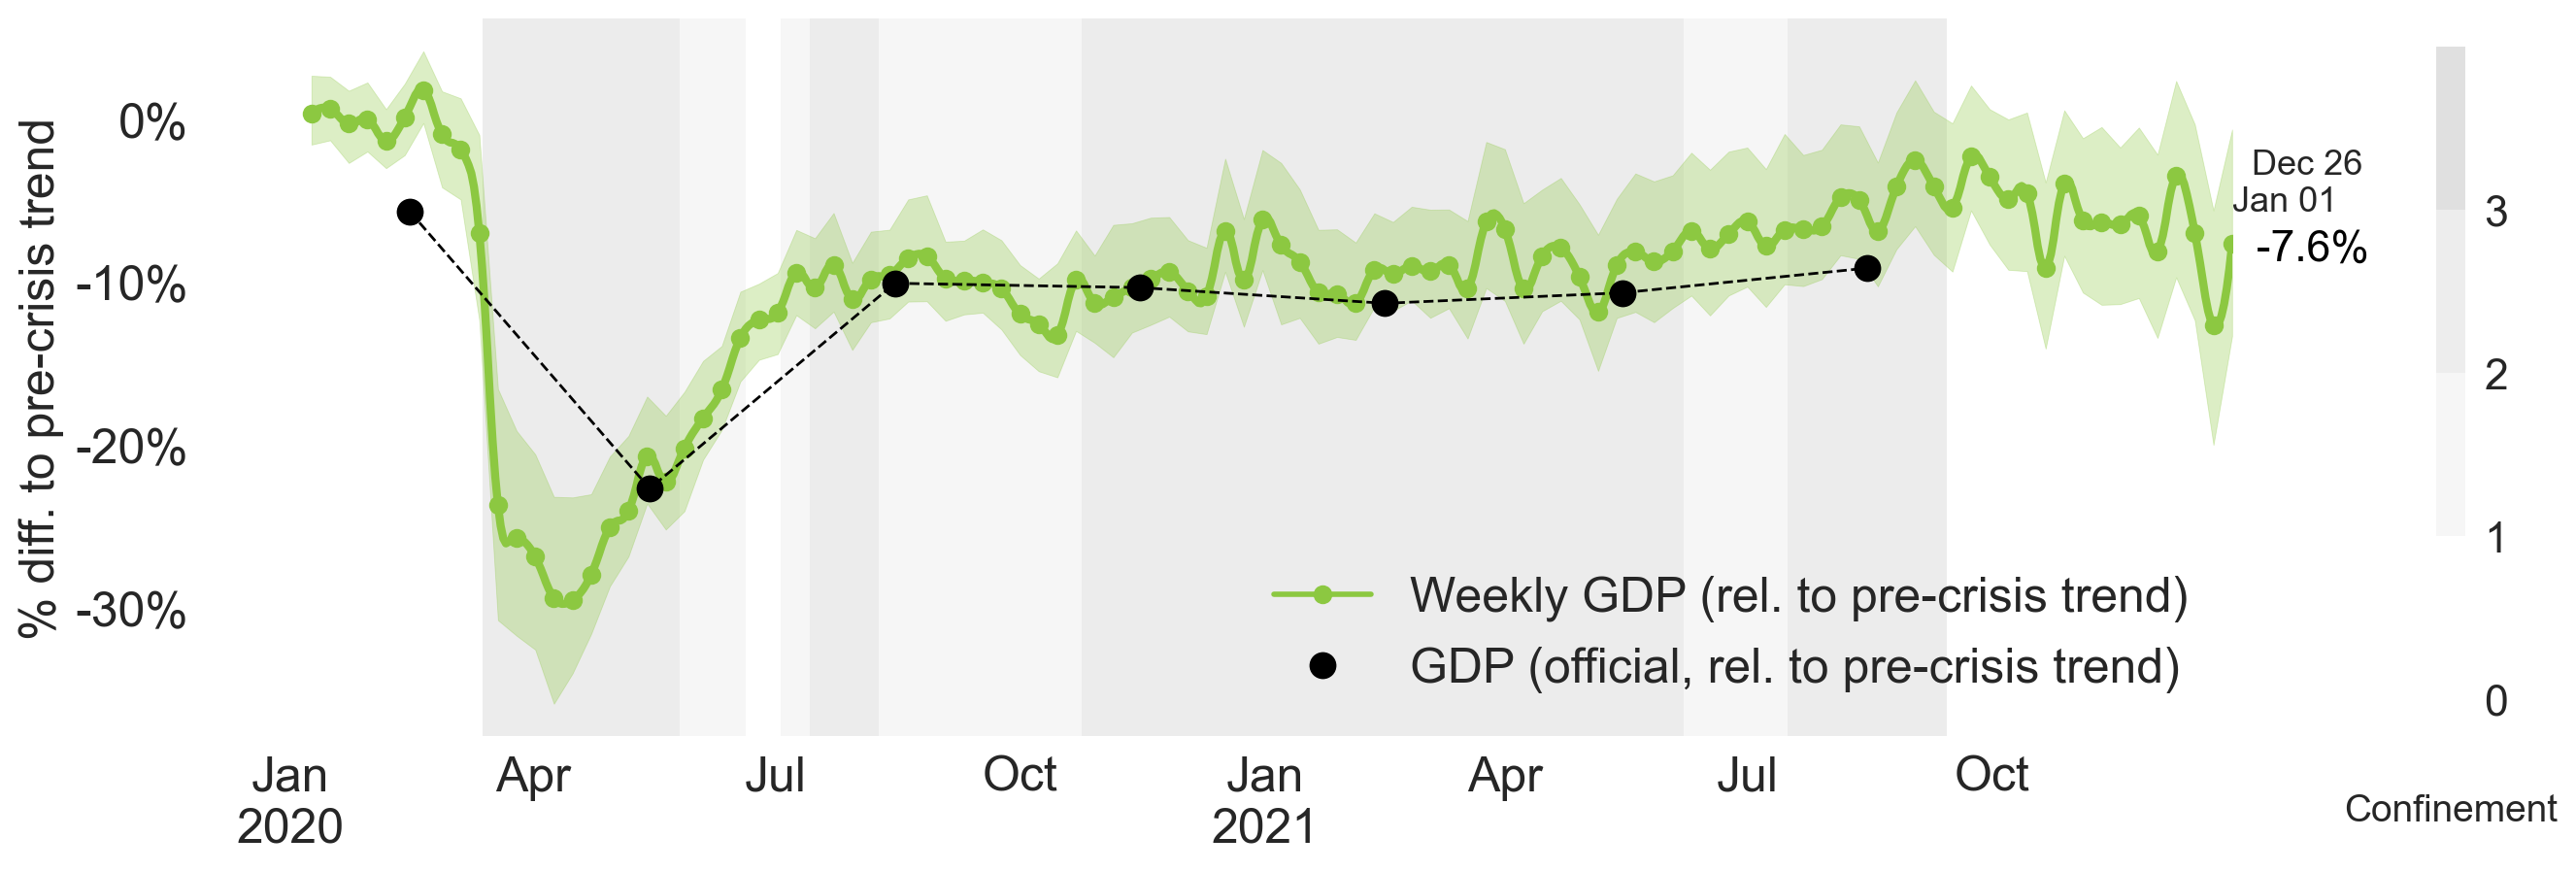 % diff. to pre-crisis trend
0%
-10%
-20%
-30%
Dec 26
Jan 01
-7.6%
Weekly GDP (rel. to pre-crisis trend)
GDP (official, rel. to pre-crisis trend)
Jan
2020
Apr
Jul
Oct
Jan
2021
Apr
Jul
Oct
3
2
1
0
Confinement